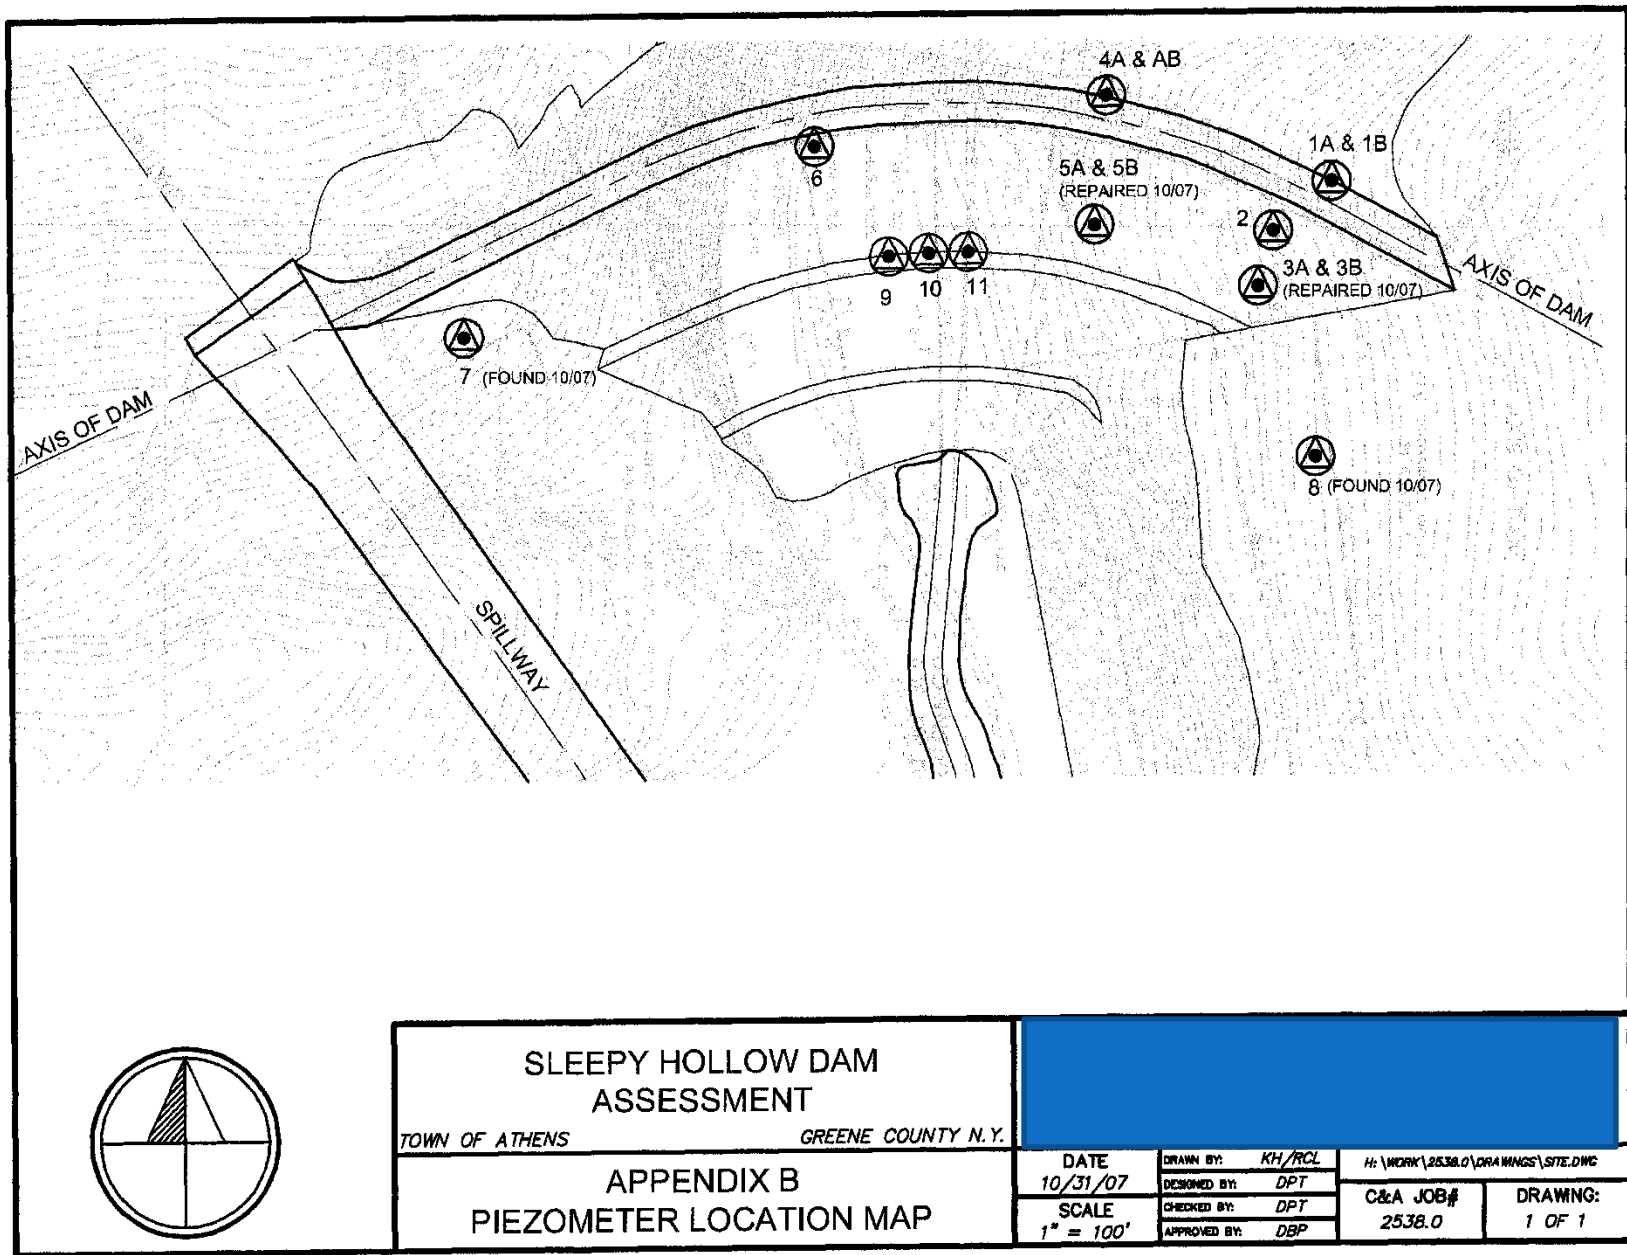 4A & AB
1A & 1B
6
5A & 5B
(REPAIRED 10/07)
2
3A & 3B
(REPAIRED 10/07)
9
10
11
AXIS OF DAM
7 (FOUND 10/07)
AXIS OF DAM
8 (FOUND 10/07)
SPILLWAY
SLEEPY HOLLOW DAM
ASSESSMENT
TOWN OF ATHENS
GREENE COUNTY N.Y.
APPENDIX B
PIEZOMETER LOCATION MAP
DATE
10/31/07
SCALE
1" = 100'
DRAWN BY: KH/RCL
DESIGNED BY: DPT
CHECKED BY: DPT
APPROVED BY: DBP
H:\WORK\2538.0\DRAWINGS\SITE.DWG
C&A JOB#
2538.0
DRAWING:
1 OF 1